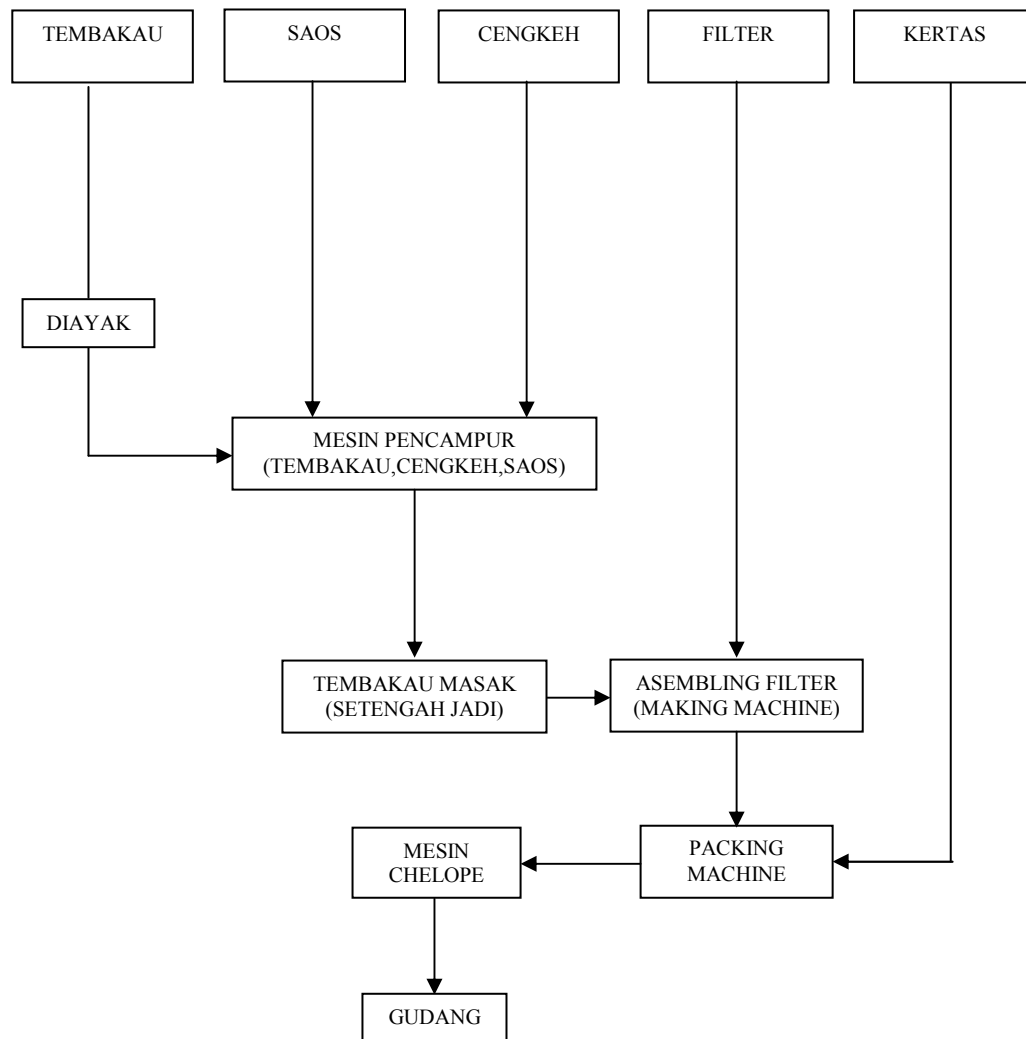 TEMBAKAU
SAOS
CENGKEH
FILTER
KERTAS
DIAYAK
MESIN PENCAMPUR
(TEMBAKAU,CENGKEH,SAOS)
TEMBAKAU MASAK
(SETENGAH JADI)
ASEMBLING FILTER
(MAKING MACHINE)
MESIN
CHELOPE
PACKING
MACHINE
GUDANG